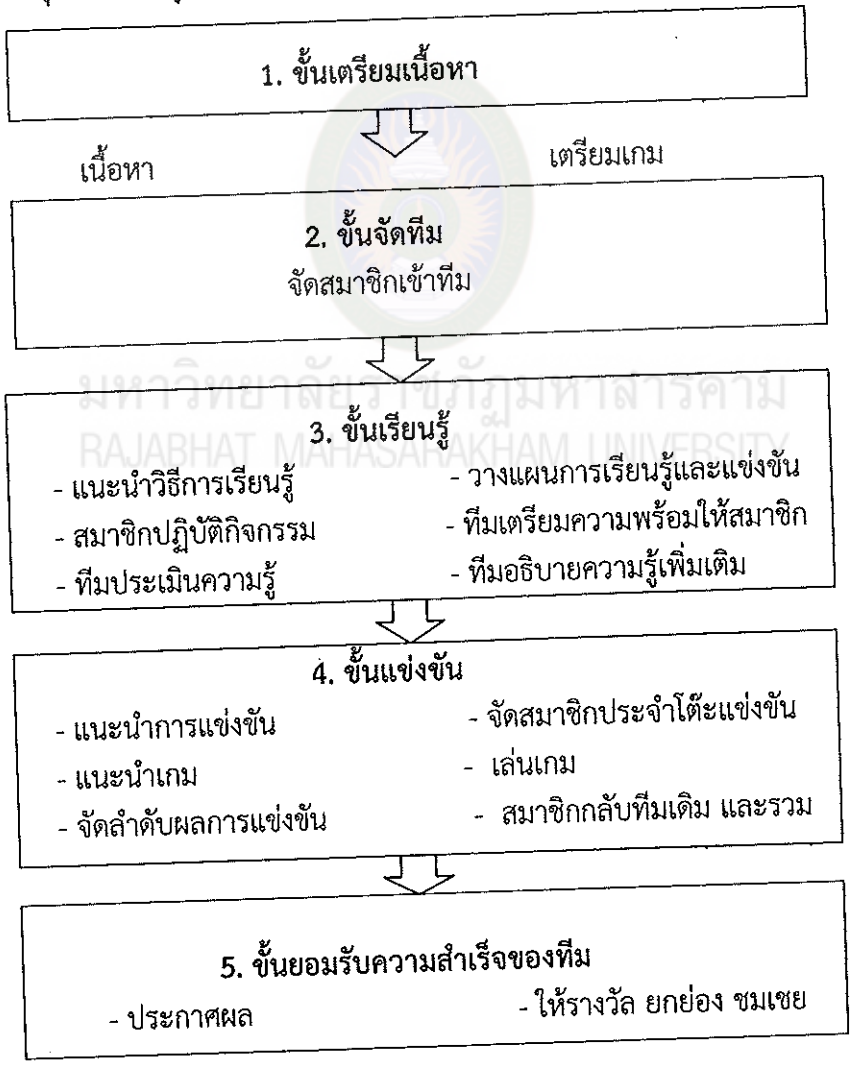 1. ขั้นเตรียมเนื้อหา
เนื้อหา เตรียมเกม
2. ขั้นจัดทีม
จัดสมาชิกเข้าทีม
มหาวิทยาลัยราชภัฏมหาสารคาม
RAJABHAT MAHASARAKHAM UNIVERSITY
3. ขั้นเรียนรู้
- แนะนำวิธีการเรียนรู้ - วางแผนการเรียนรู้และแข่งขัน
- สมาชิกปฏิบัติกิจกรรม - ทีมเตรียมความพร้อมให้สมาชิก
- ทีมประเมินความรู้ - ทีมอธิบายความรู้เพิ่มเติม
4. ขั้นแข่งขัน
- แนะนำการแข่งขัน - จัดสมาชิกประจำโต๊ะแข่งขัน
- แนะนำเกม - เล่นเกม
- จัดลำดับผลการแข่งขัน - สมาชิกกลับทีมเดิม และรวม
5. ขั้นยอมรับความสำเร็จของทีม
- ประกาศผล - ให้รางวัล ยกย่อง ชมเชย